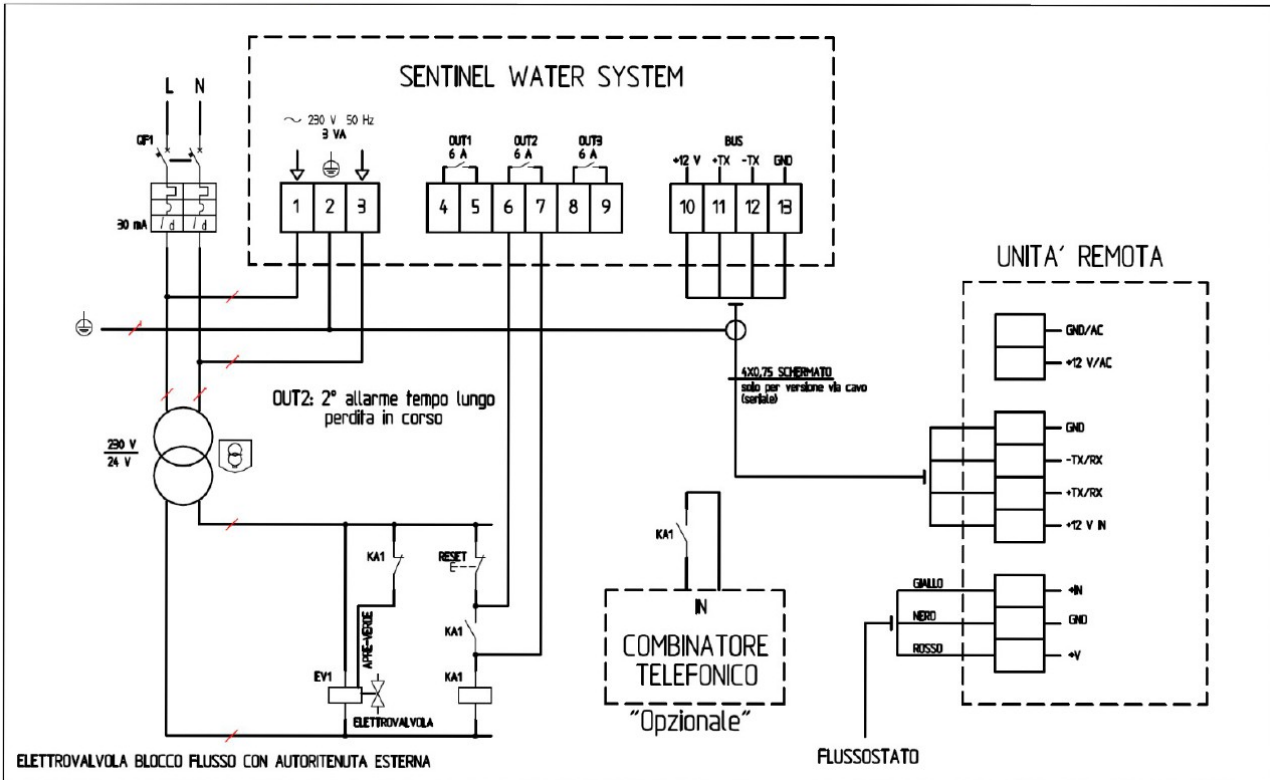 SENTINEL WATER SYSTEM
L N
QIF1
30 mA
~ 230 V 50 Hz
3 VA
1 2 3
OUT1
6 A
OUT2
6 A
OUT3
6 A
4 5 6 7 8 9
BUS
+12 V +TX -TX GND
10 11 12 13
I d I d
OUT2: 2° allarme tempo lungo
perdita in corso
230 V
24 V
4X0,75 SCHERMATO
solo per versione via cavo
(seriale)
UNITA' REMOTA
GND/AC
+12 V/AC
GND
-TX/RX
+TX/RX
+12 V IN
GIALLO
NERO
ROSSO
+IN
GND
+V
FLUSSOSTATO
KA1
RESET
KA1
APRE-VERDE
EV1
KA1
ELETTROVALVOLA
KA1
IN
COMBINATORE
TELEFONICO
"Opzionale"
ELETTROVALVOLA BLOCCO FLUSSO CON AUTORITENUTA ESTERNA